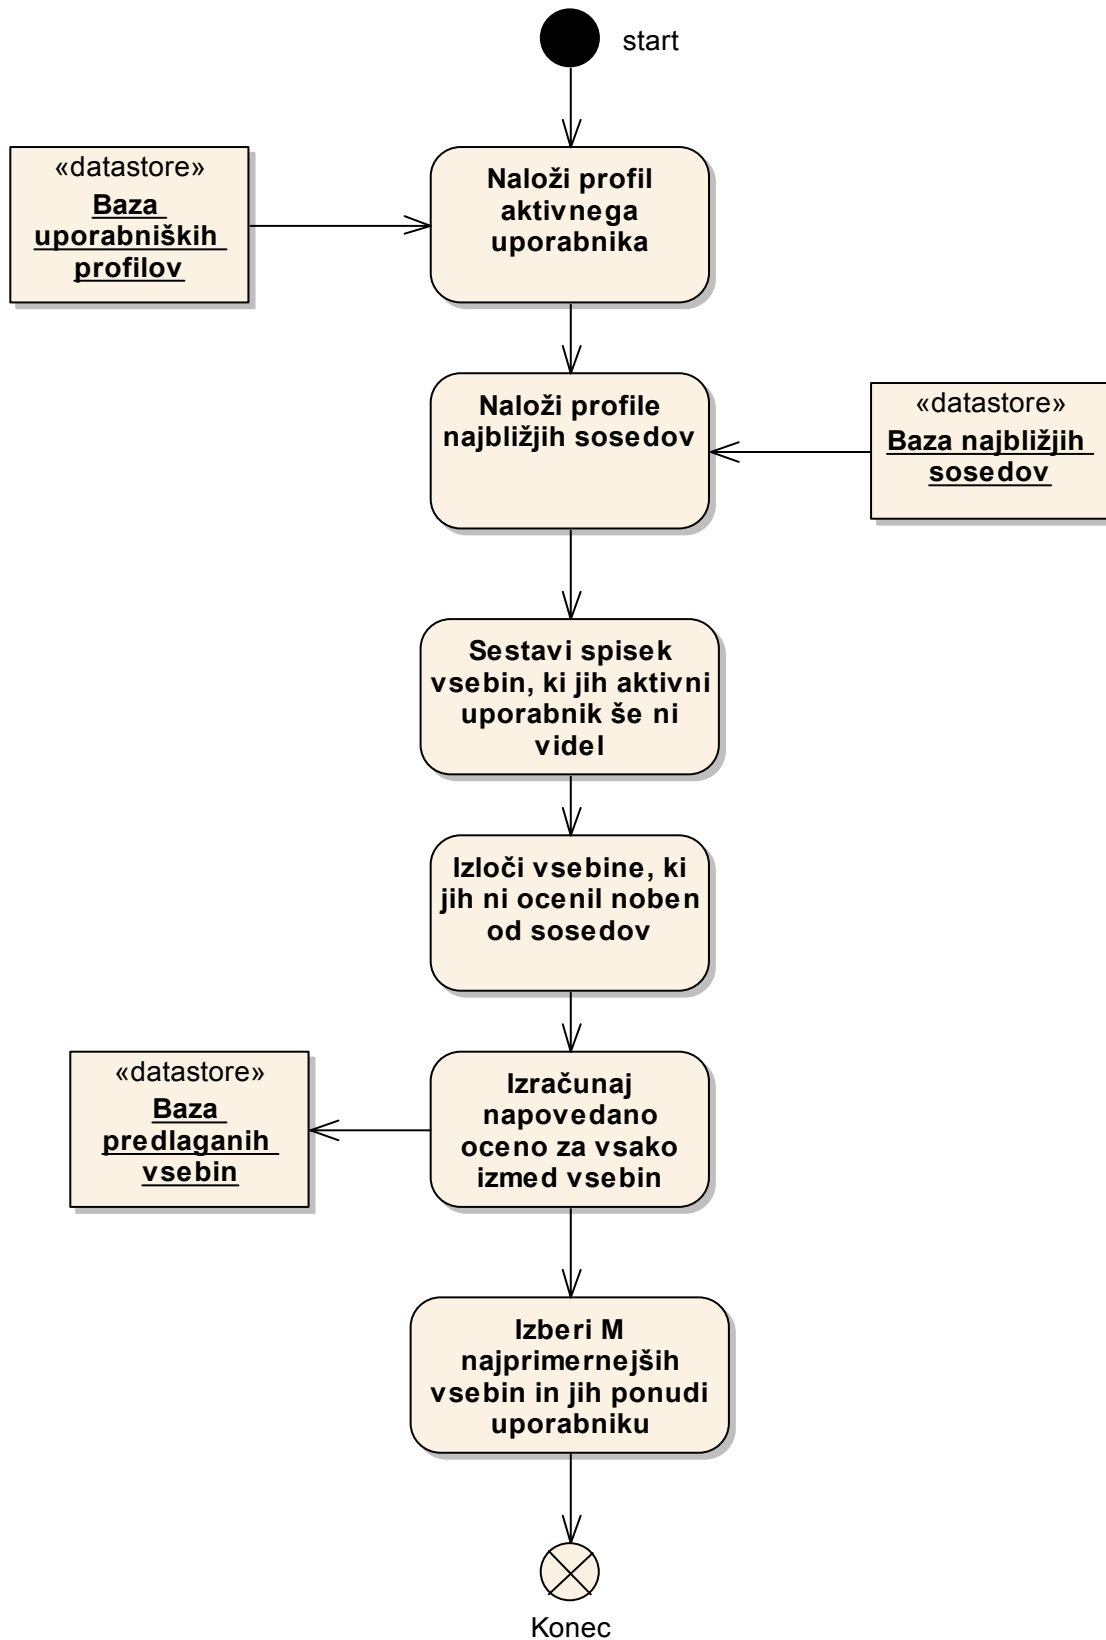 start
«datastore»
Baza
uporabniških
profilov
Naloži profil
aktivnega
uporabnika
Naloži profile
najbližjih sosedov
«datastore»
Baza najbližjih
sosedov
Sestavi spisek
vsebin, ki jih aktivni
uporabnik še ni
videl
Izloči vsebine, ki
jih ni ocenil noben
od sosedov
«datastore»
Baza
predlaganih
vsebin
Izračunaj
napovedano
oceno za vsako
izmed vsebin
Izberi M
najprimernejših
vsebin in jih ponudi
uporabniku
Konec